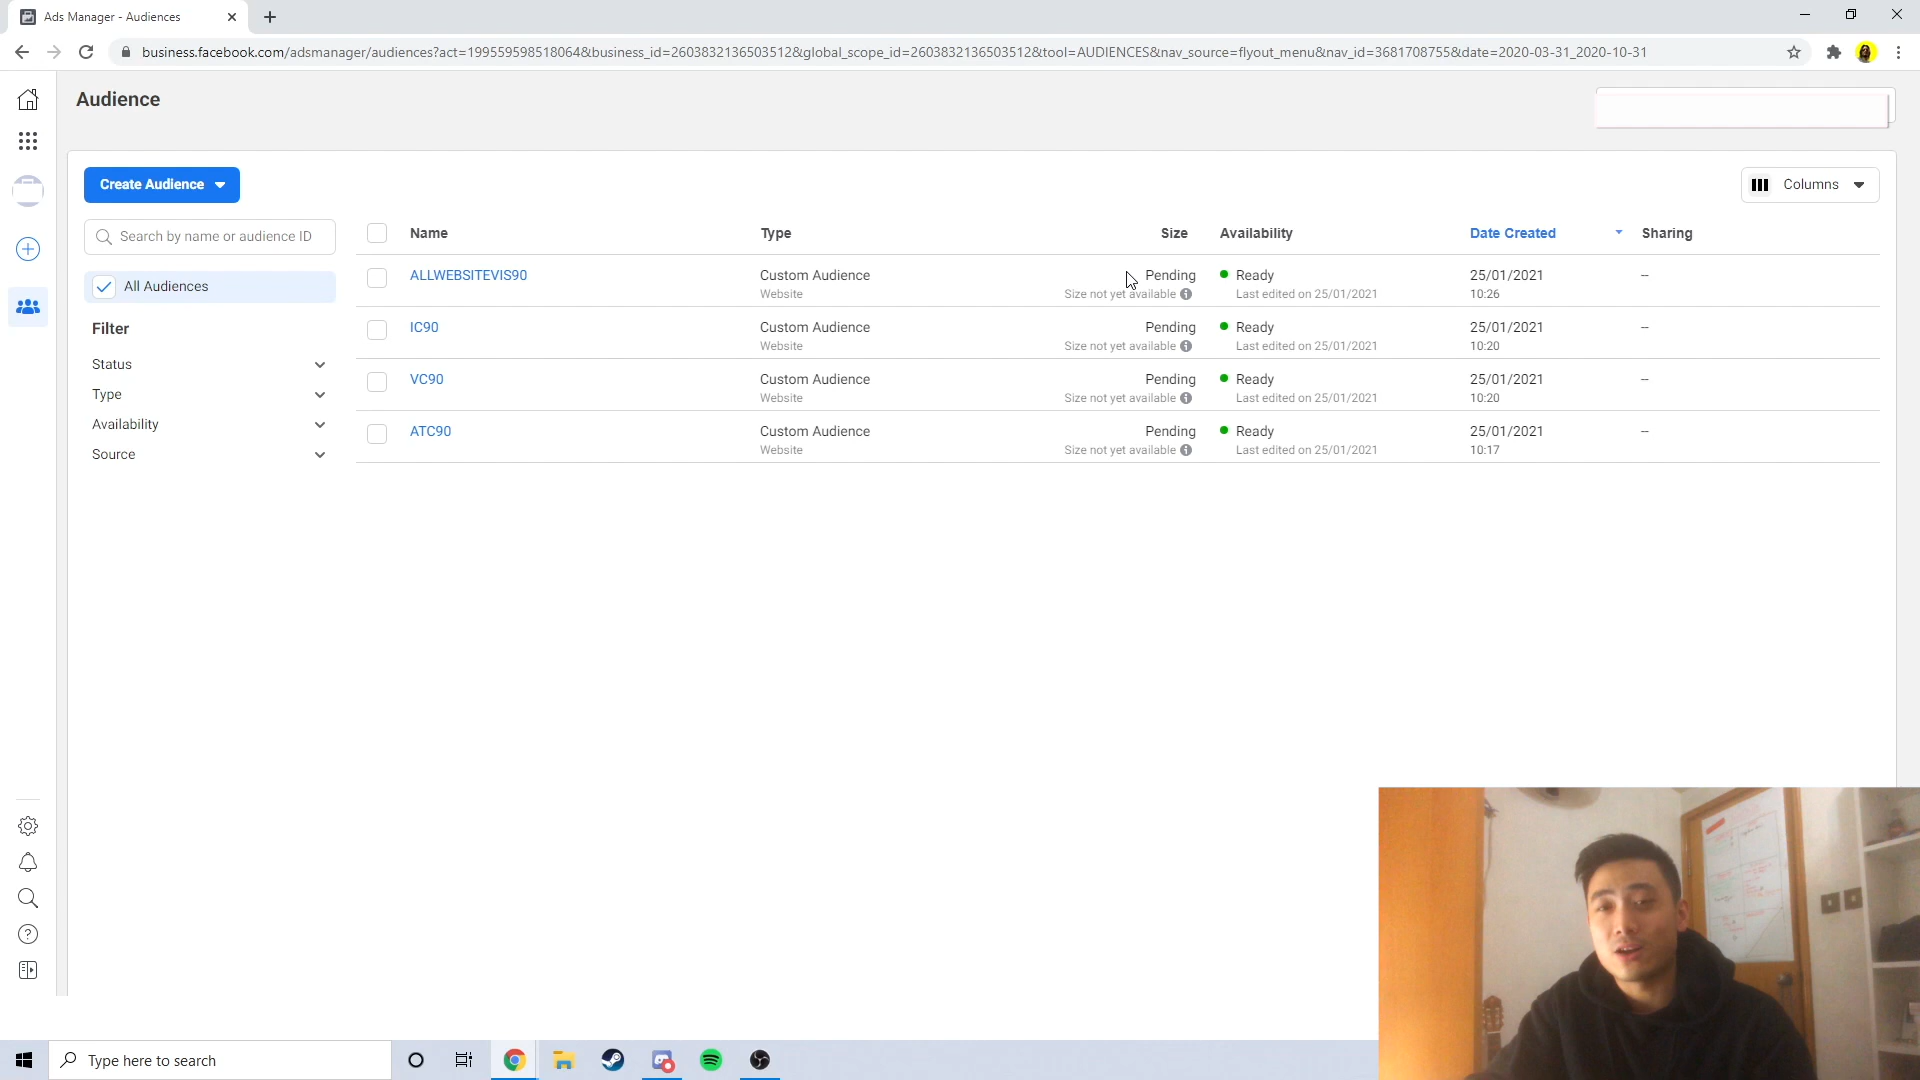 Ads Manager - Audiences
business.facebook.com/adsmanager/audiences?act=199559598518064&business_id=2603832136503512&global_scope_id=2603832136503512&tool=AUDIENCES&nav_source=flyout_menu&nav_id=3681708755&date=2020-03-31_2020-10-31
Audience
Create Audience
Columns
Search by name or audience ID
Name Type Size Availability Date Created Sharing
All Audiences
ALLWEBSITEVIS90 Custom Audience Pending Ready 25/01/2021 --
Website Size not yet available Last edited on 25/01/2021 10:26
Filter
IC90 Custom Audience Pending Ready 25/01/2021 --
Website Size not yet available Last edited on 25/01/2021 10:20
Status
VC90 Custom Audience Pending Ready 25/01/2021 --
Type
Website Size not yet available Last edited on 25/01/2021 10:20
Availability
ATC90 Custom Audience Pending Ready 25/01/2021 --
Source
Website Size not yet available Last edited on 25/01/2021 10:17
Type here to search